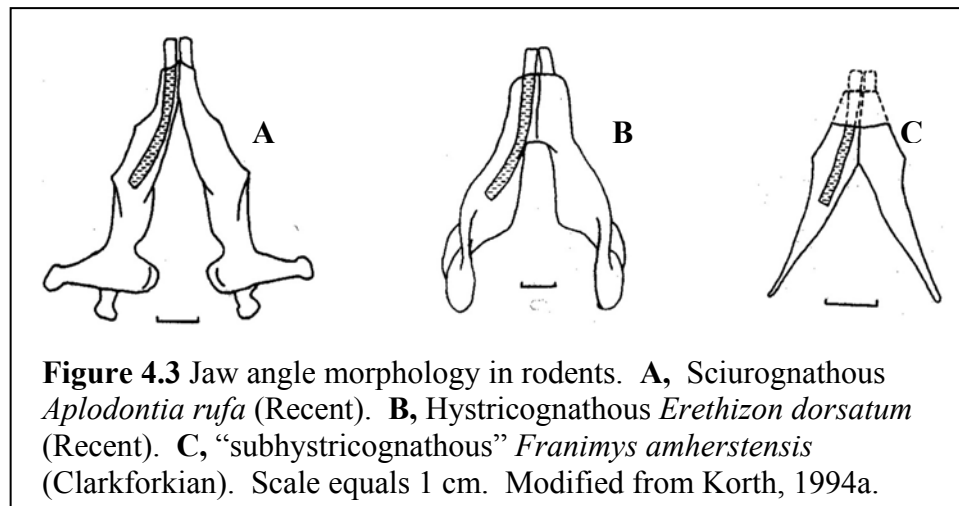 A
B
C
Figure 4.3 Jaw angle morphology in rodents. A, Sciurognathous
Aplodontia rufa (Recent). B, Hystricognathous Erethizon dorsatum
(Recent). C, “subhystricognathous” Franimys amherstensis
(Clarkforkian). Scale equals 1 cm. Modified from Korth, 1994a.